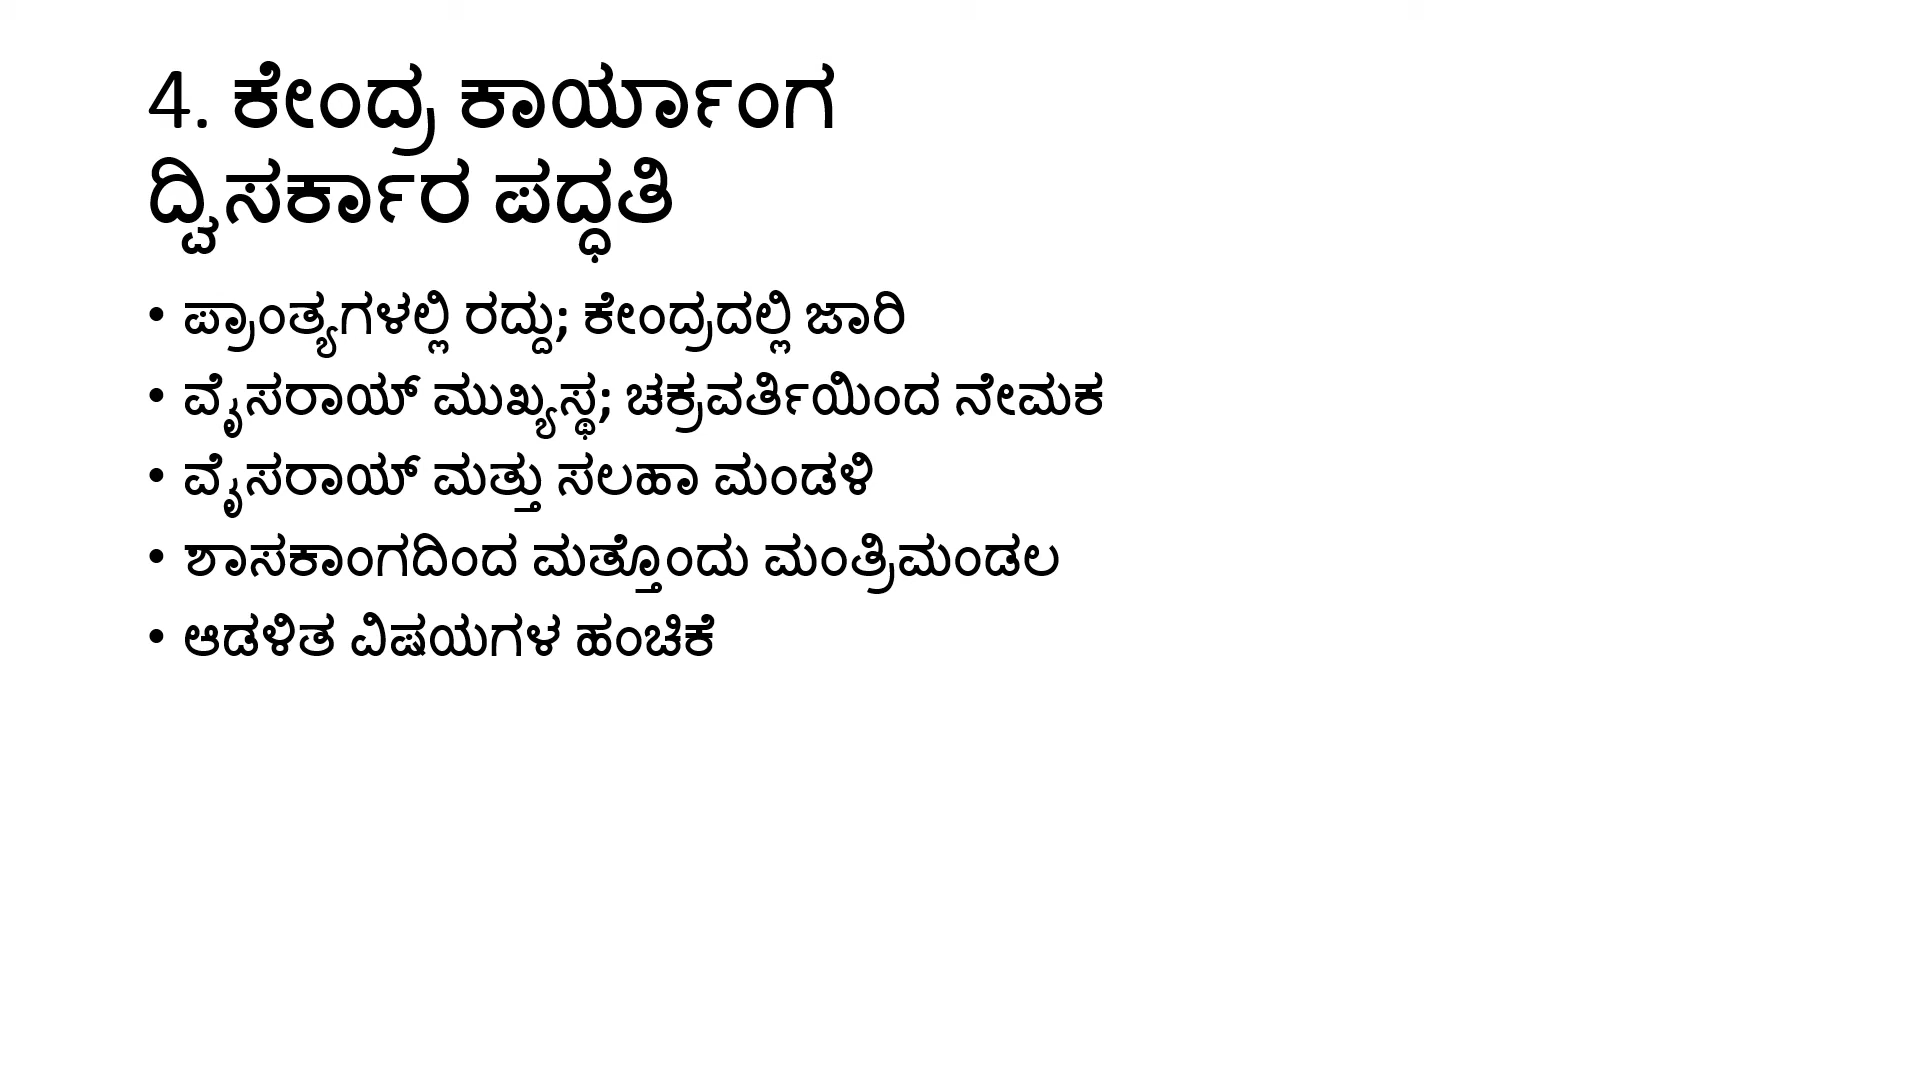 4. ಕೇಂದ್ರ ಕಾರ್ಯಾಂಗ
ದ್ವಿಸರ್ಕಾರ ಪದ್ಧತಿ
• ಪ್ರಾಂತ್ಯಗಳಲ್ಲಿ ರದ್ದು; ಕೇಂದ್ರದಲ್ಲಿ ಜಾರಿ
• ವೈಸರಾಯ್ ಮುಖ್ಯಸ್ಥ; ಚಕ್ರವರ್ತಿಯಿಂದ ನೇಮಕ
• ವೈಸರಾಯ್ ಮತ್ತು ಸಲಹಾ ಮಂಡಳಿ
• ಶಾಸಕಾಂಗದಿಂದ ಮತ್ತೊಂದು ಮಂತ್ರಿಮಂಡಲ
• ಆಡಳಿತ ವಿಷಯಗಳ ಹಂಚಿಕೆ